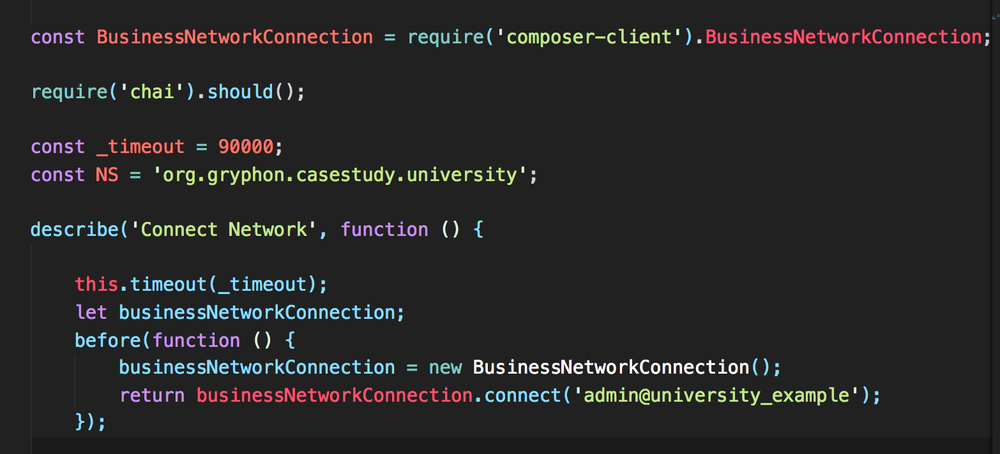 const BusinessNetworkConnection = require('composer-client').BusinessNetworkConnection;
require('chai').should();
const _timeout = 90000;
const NS = 'org.gryphon.casestudy.university';
describe('Connect Network', function () {
this.timeout(_timeout);
let businessNetworkConnection;
before(function () {
businessNetworkConnection = new BusinessNetworkConnection();
return businessNetworkConnection.connect('admin@university_example');
});